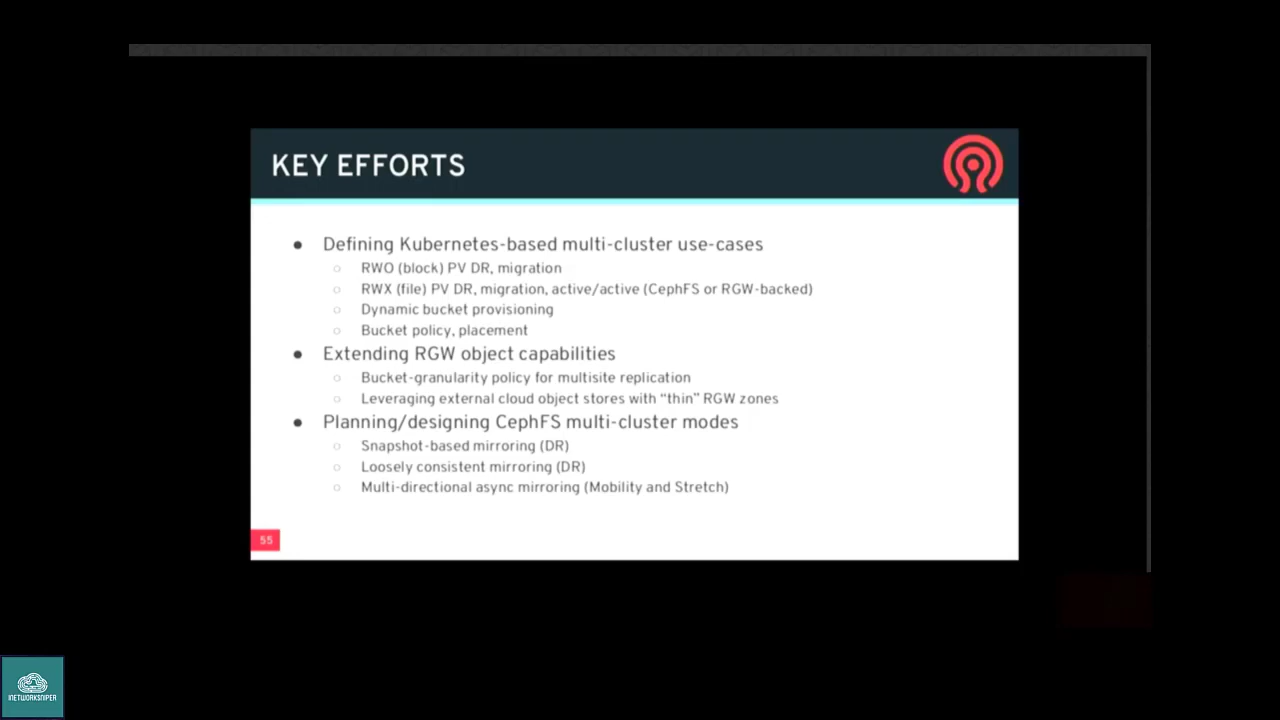 KEY EFFORTS
● Defining Kubernetes-based multi-cluster use-cases
○ RWO (block) PV DR, migration
○ RWX (file) PV DR, migration, active/active (CephFS or RGW-backed)
○ Dynamic bucket provisioning
○ Bucket policy, placement
● Extending RGW object capabilities
○ Bucket-granularity policy for multisite replication
○ Leveraging external cloud object stores with “thin” RGW zones
● Planning/designing CephFS multi-cluster modes
○ Snapshot-based mirroring (DR)
○ Loosely consistent mirroring (DR)
○ Multi-directional async mirroring (Mobility and Stretch)
55
INETWORKSNIPER